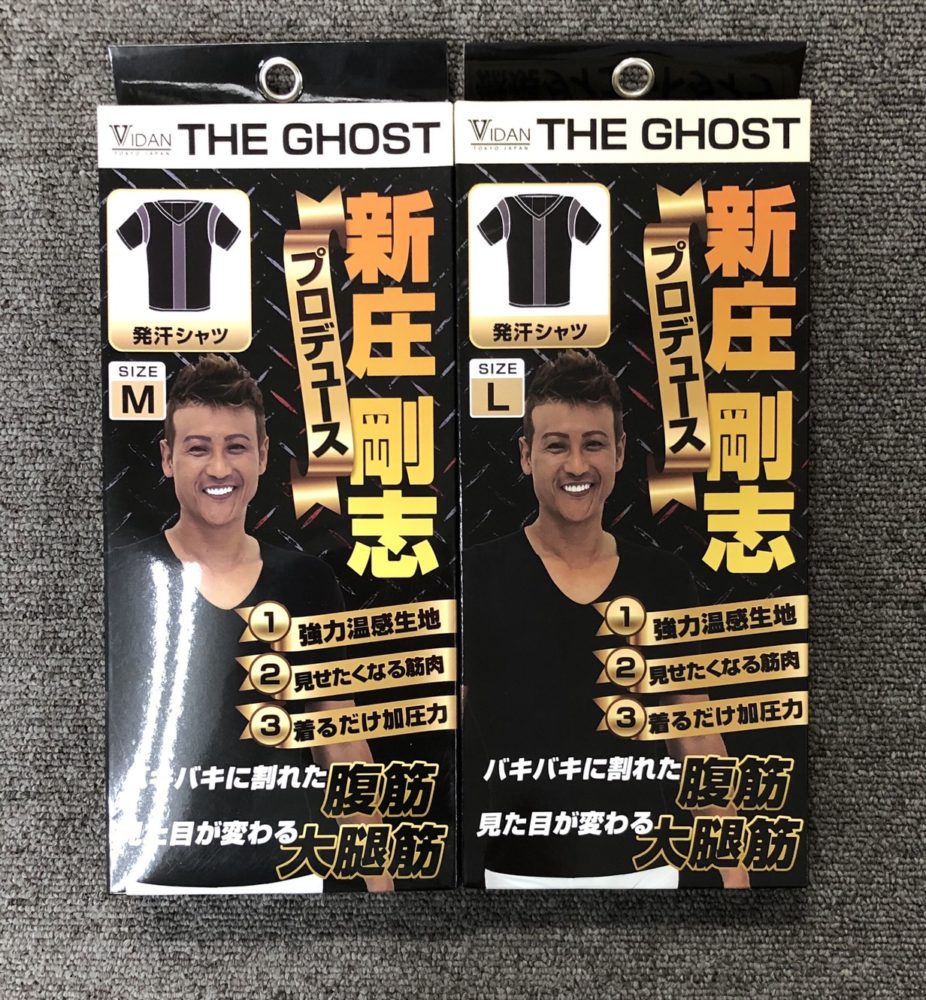 VIDAN
TOKYO JAPAN
THE GHOST
新庄 剛志
プロデュース
発汗シャツ
SIZE
M
1 強力温感生地
2 見せたくなる筋肉
3 着るだけ加圧力
バキバキに割れた腹筋
見た目が変わる大腿筋
VIDAN
TOKYO JAPAN
THE GHOST
新庄 剛志
プロデュース
発汗シャツ
SIZE
L
1 強力温感生地
2 見せたくなる筋肉
3 着るだけ加圧力
バキバキに割れた腹筋
見た目が変わる大腿筋